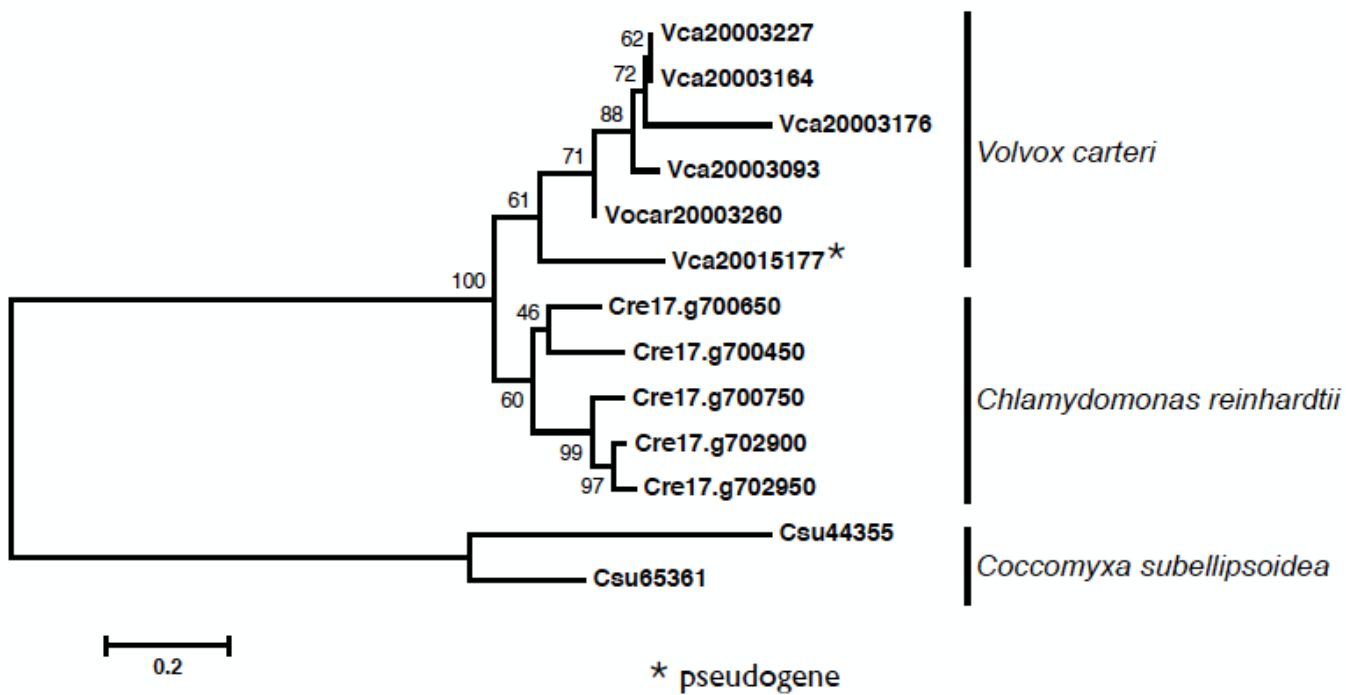 62
Vca20003227
72
Vca20003164
88
Vca20003176
Volvox carteri
71
Vca20003093
61
Vocar20003260
Vca20015177*
100
46
Cre17.g700650
Cre17.g700450
60
Cre17.g700750
Chlamydomonas reinhardtii
99
Cre17.g702900
97
Cre17.g702950
Csu44355
Coccomyxa subellipsoidea
Csu65361
0.2
* pseudogene